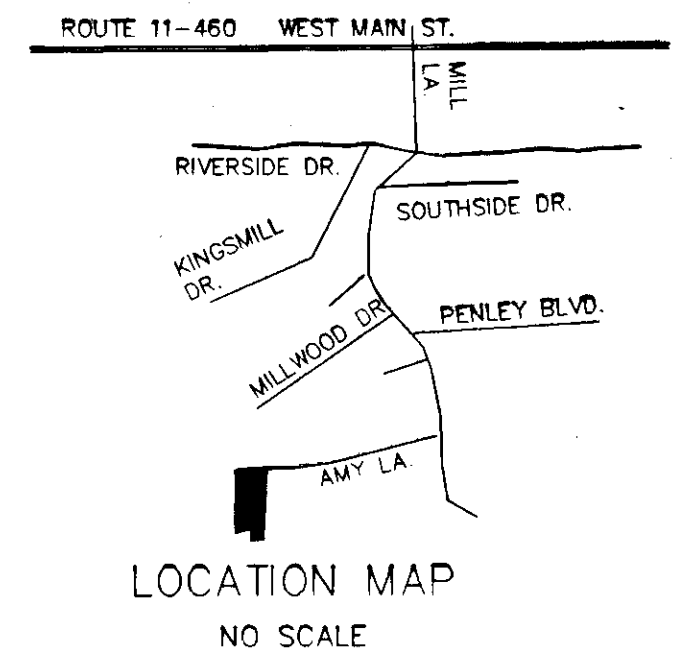 ROUTE 11-460 WEST MAIN ST.
MILL
LA.
RIVERSIDE DR.
SOUTHSIDE DR.
KINGSMILL
DR.
PENLEY BLVD.
MILLWOOD DR
AMY LA.
LOCATION MAP
NO SCALE